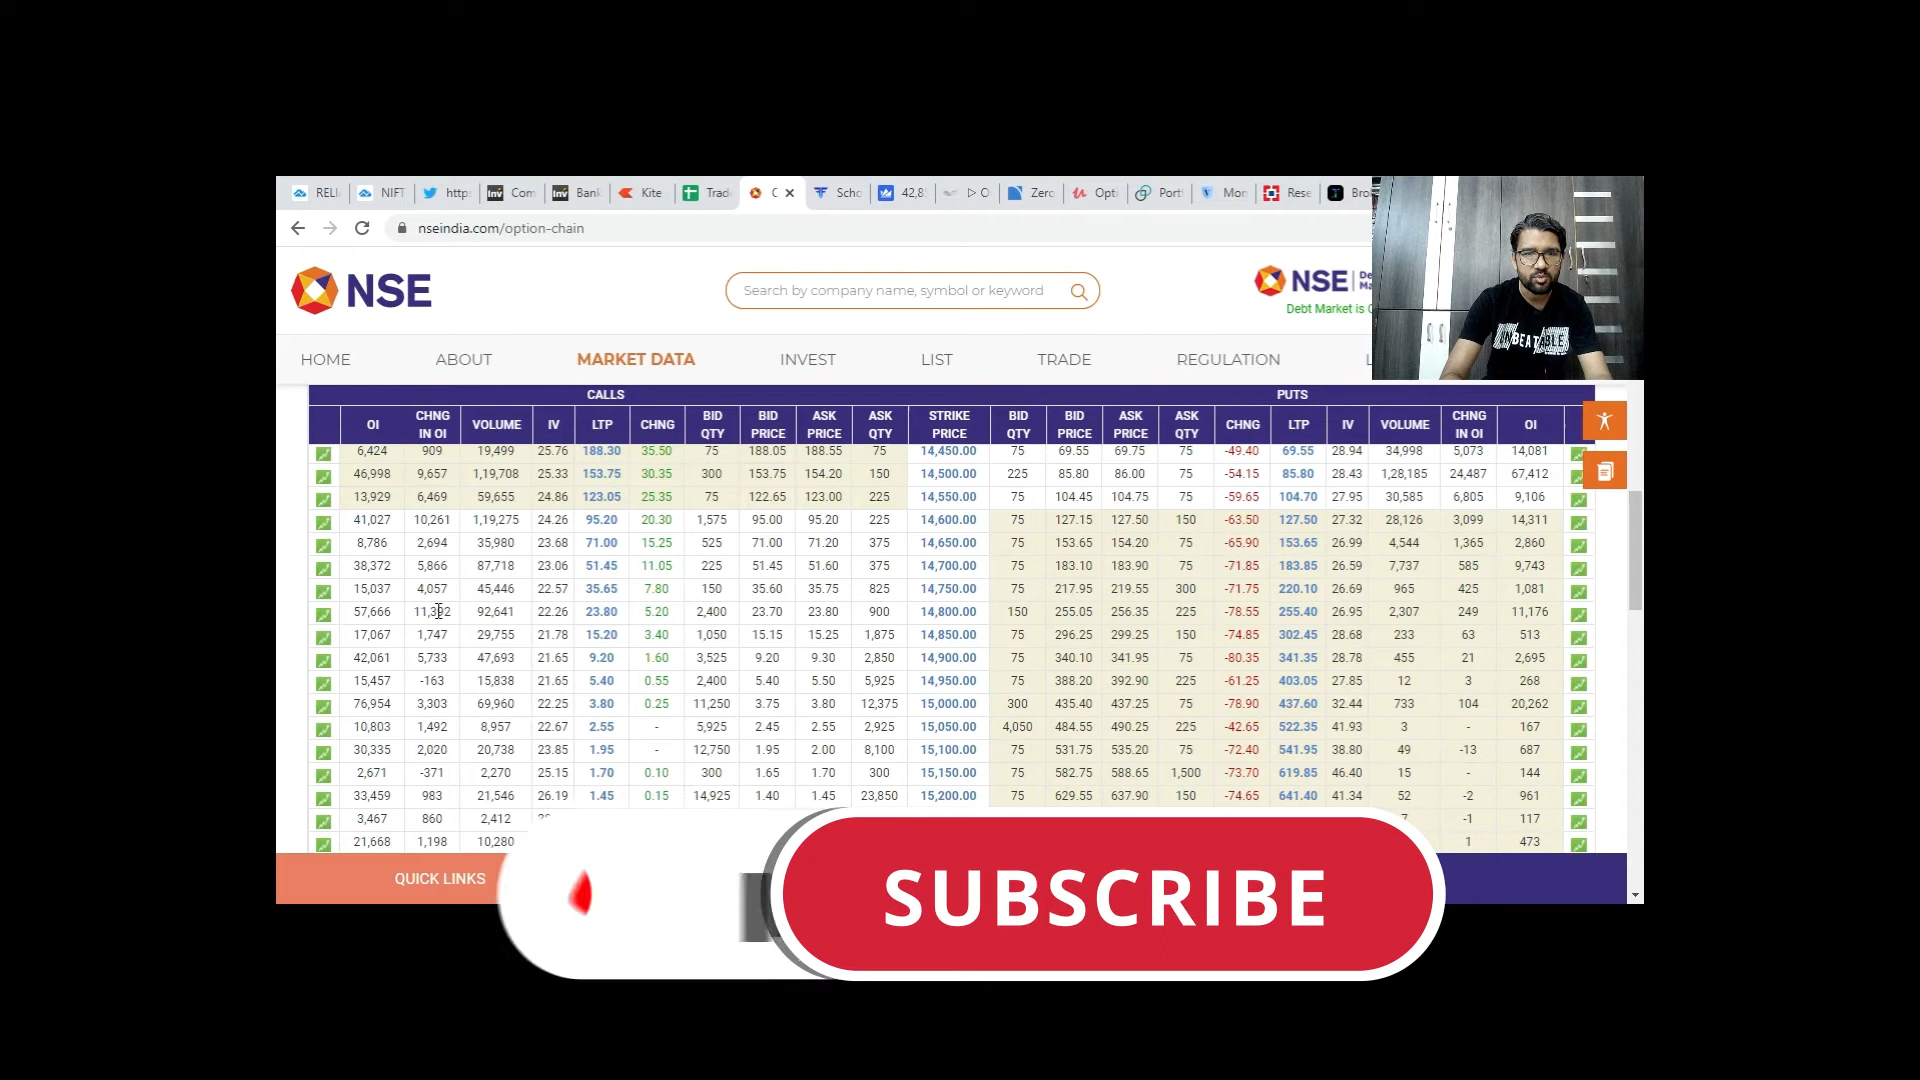 RELI NIFT http Com Bank Kite Trad C Scho 42,8 O Zero Opti Port Mon Rese Bro
nseindia.com/option-chain
NSE Search by company name, symbol or keyword NSE
Debt Market is
HOME ABOUT MARKET DATA INVEST LIST TRADE REGULATION
CALLS PUTS
OI CHNG IN OI VOLUME IV LTP CHNG BID QTY BID PRICE ASK PRICE ASK QTY STRIKE PRICE BID QTY BID PRICE ASK PRICE ASK QTY CHNG LTP IV VOLUME CHNG IN OI OI
6,424 909 19,499 25.76 188.30 35.50 75 188.05 188.55 75 14,450.00 75 69.55 69.75 75 -49.40 69.55 28.94 34,998 5,073 14,081
46,998 9,657 1,19,708 25.33 153.75 30.35 300 153.75 154.20 150 14,500.00 225 85.80 86.00 75 -54.15 85.80 28.43 1,28,185 24,487 67,412
13,929 6,469 59,655 24.86 123.05 25.35 75 122.65 123.00 225 14,550.00 75 104.45 104.75 75 -59.65 104.70 27.95 30,585 6,805 9,106
41,027 10,261 1,19,275 24.26 95.20 20.30 1,575 95.00 95.20 225 14,600.00 75 127.15 127.50 150 -63.50 127.50 27.32 28,126 3,099 14,311
8,786 2,694 35,980 23.68 71.00 15.25 525 71.00 71.20 375 14,650.00 75 153.65 154.20 75 -65.90 153.65 26.99 4,544 1,365 2,860
38,372 5,866 87,718 23.06 51.45 11.05 225 51.45 51.60 375 14,700.00 75 183.10 183.90 75 -71.85 183.85 26.59 7,737 585 9,743
15,037 4,057 45,446 22.57 35.65 7.80 150 35.60 35.75 825 14,750.00 75 217.95 219.55 300 -71.75 220.10 26.69 965 425 1,081
57,666 92,641 22.26 23.80 5.20 2,400 23.70 23.80 900 14,800.00 150 255.05 256.35 225 -78.55 255.40 26.95 2,307 249 11,176
17,067 1,747 29,755 21.78 15.20 3.40 1,050 15.15 15.25 1,875 14,850.00 75 296.25 299.25 150 -74.85 302.45 28.68 233 63 513
42,061 5,733 47,693 21.65 9.20 1.60 3,525 9.20 9.30 2,850 14,900.00 75 340.10 341.95 75 -80.35 341.35 28.78 455 21 2,695
15,457 -163 15,838 21.65 5.40 0.55 2,400 5.40 5.50 5,925 14,950.00 75 388.20 392.90 225 -61.25 403.05 27.85 12 3 268
76,954 3,303 69,960 22.25 3.80 0.25 11,250 3.75 3.80 12,375 15,000.00 300 435.40 437.25 75 -78.90 437.60 32.44 733 104 20,262
10,803 1,492 8,957 22.67 2.55 - 5,925 2.45 2.55 2,925 15,050.00 4,050 484.55 490.25 225 -42.65 522.35 41.93 3 - 167
30,335 2,020 20,738 23.85 1.95 - 12,750 1.95 2.00 8,100 15,100.00 75 531.75 535.20 75 -72.40 541.95 38.80 49 -13 687
2,671 -371 2,270 25.15 1.70 0.10 300 1.65 1.70 300 15,150.00 75 582.75 588.65 1,500 -73.70 619.85 46.40 15 - 144
33,459 983 21,546 26.19 1.45 0.15 14,925 1.40 1.45 23,850 15,200.00 75 629.55 637.90 150 -74.65 641.40 41.34 52 -2 961
3,467 860 2,412 -1 117
21,668 1,198 10,280 1 473
QUICK LINKS
SUBSCRIBE